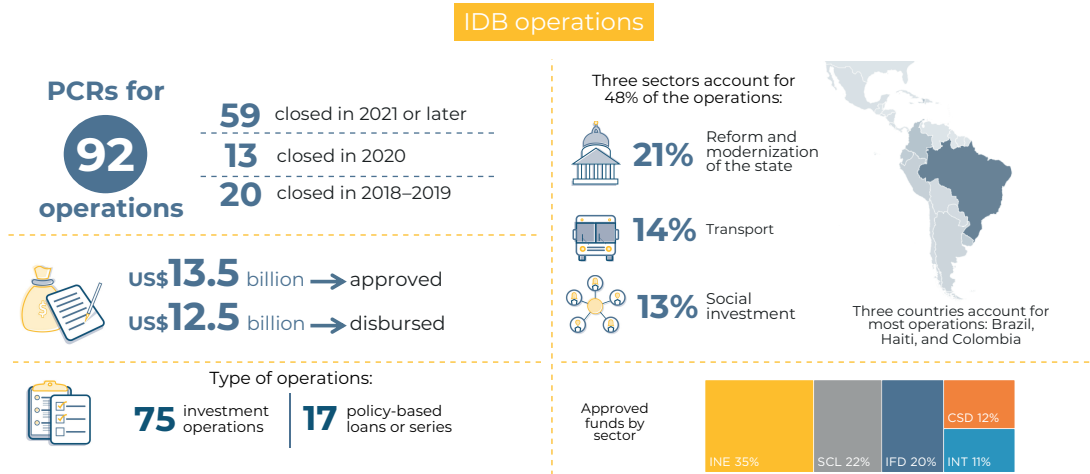 IDB operations
PCRs for
92
operations
59 closed in 2021 or later
13 closed in 2020
20 closed in 2018–2019
US$13.5 billion approved
US$12.5 billion disbursed
Type of operations:
75 investment
operations
17 policy-based
loans or series
Three sectors account for
48% of the operations:
21% Reform and
modernization
of the state
14% Transport
13% Social
investment
Three countries account for
most operations: Brazil,
Haiti, and Colombia
Approved
funds by
sector
INE 35%
SCL 22%
IFD 20%
CSD 12%
INT 11%